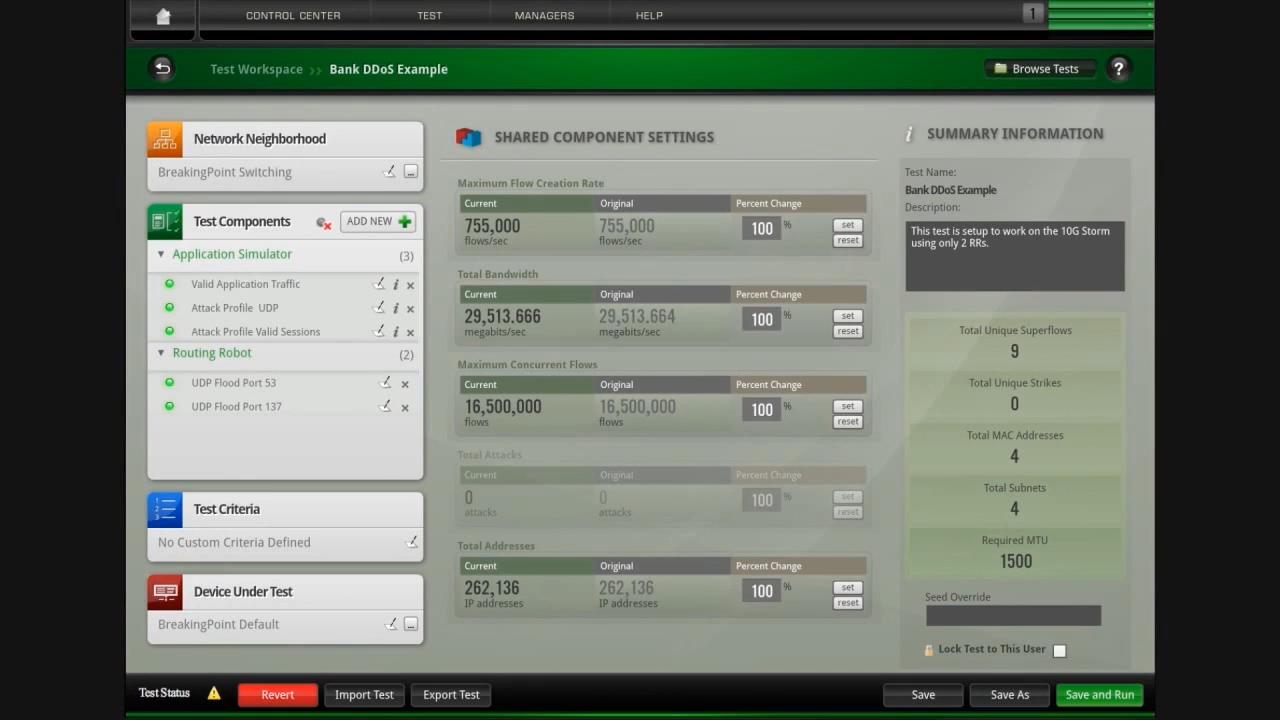 CONTROL CENTER TEST MANAGERS HELP 1
Test Workspace >> Bank DDoS Example
Browse Tests ?
Network Neighborhood
BreakingPoint Switching
Test Components ADD NEW
Application Simulator (3)
Valid Application Traffic
Attack Profile UDP
Attack Profile Valid Sessions
Routing Robot (2)
UDP Flood Port 53
UDP Flood Port 137
Test Criteria
No Custom Criteria Defined
Device Under Test
BreakingPoint Default
SHARED COMPONENT SETTINGS
Maximum Flow Creation Rate
Current Original Percent Change
755,000 755,000 100 % set
flows/sec flows/sec reset
Total Bandwidth
Current Original Percent Change
29,513.666 29,513.664 100 % set
megabits/sec megabits/sec reset
Maximum Concurrent Flows
Current Original Percent Change
16,500,000 16,500,000 100 % set
flows flows reset
Total Attacks
Current Original Percent Change
0 0 100 % set
attacks attacks reset
Total Addresses
Current Original Percent Change
262,136 262,136 100 % set
IP addresses IP addresses reset
SUMMARY INFORMATION
Test Name:
Bank DDoS Example
Description:
This test is setup to work on the 10G Storm
using only 2 RRs.
Total Unique Superflows
9
Total Unique Strikes
0
Total MAC Addresses
4
Total Subnets
4
Required MTU
1500
Seed Override
Lock Test to This User
Test Status Revert Import Test Export Test Save Save As Save and Run